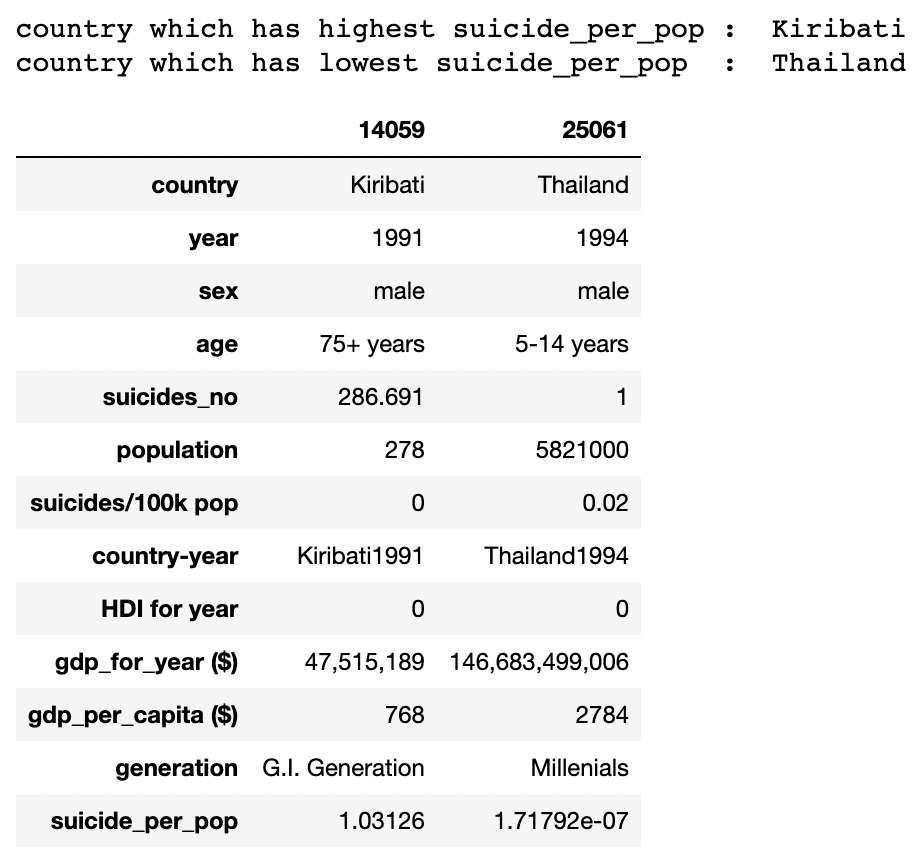 country which has highest suicide_per_pop : Kiribati
country which has lowest suicide_per_pop : Thailand
14059 25061
country Kiribati Thailand
year 1991 1994
sex male male
age 75+ years 5-14 years
suicides_no 286.691 1
population 278 5821000
suicides/100k pop 0 0.02
country-year Kiribati1991 Thailand1994
HDI for year 0 0
gdp_for_year ($) 47,515,189 146,683,499,006
gdp_per_capita ($) 768 2784
generation G.I. Generation Millenials
suicide_per_pop 1.03126 1.71792e-07